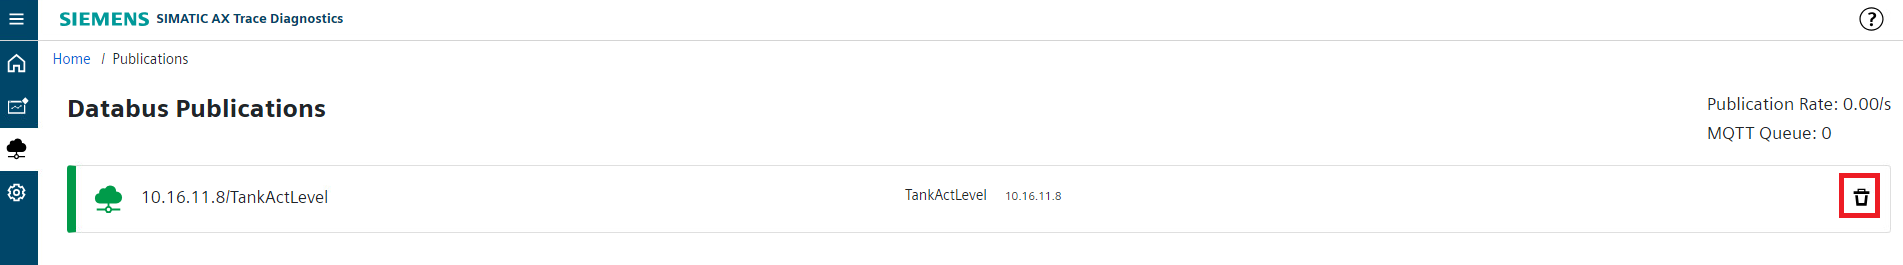 SIEMENS SIMATIC AX Trace Diagnostics ?
Home / Publications
Databus Publications
Publication Rate: 0.00/s
MQTT Queue: 0
10.16.11.8/TankActLevel TankActLevel 10.16.11.8